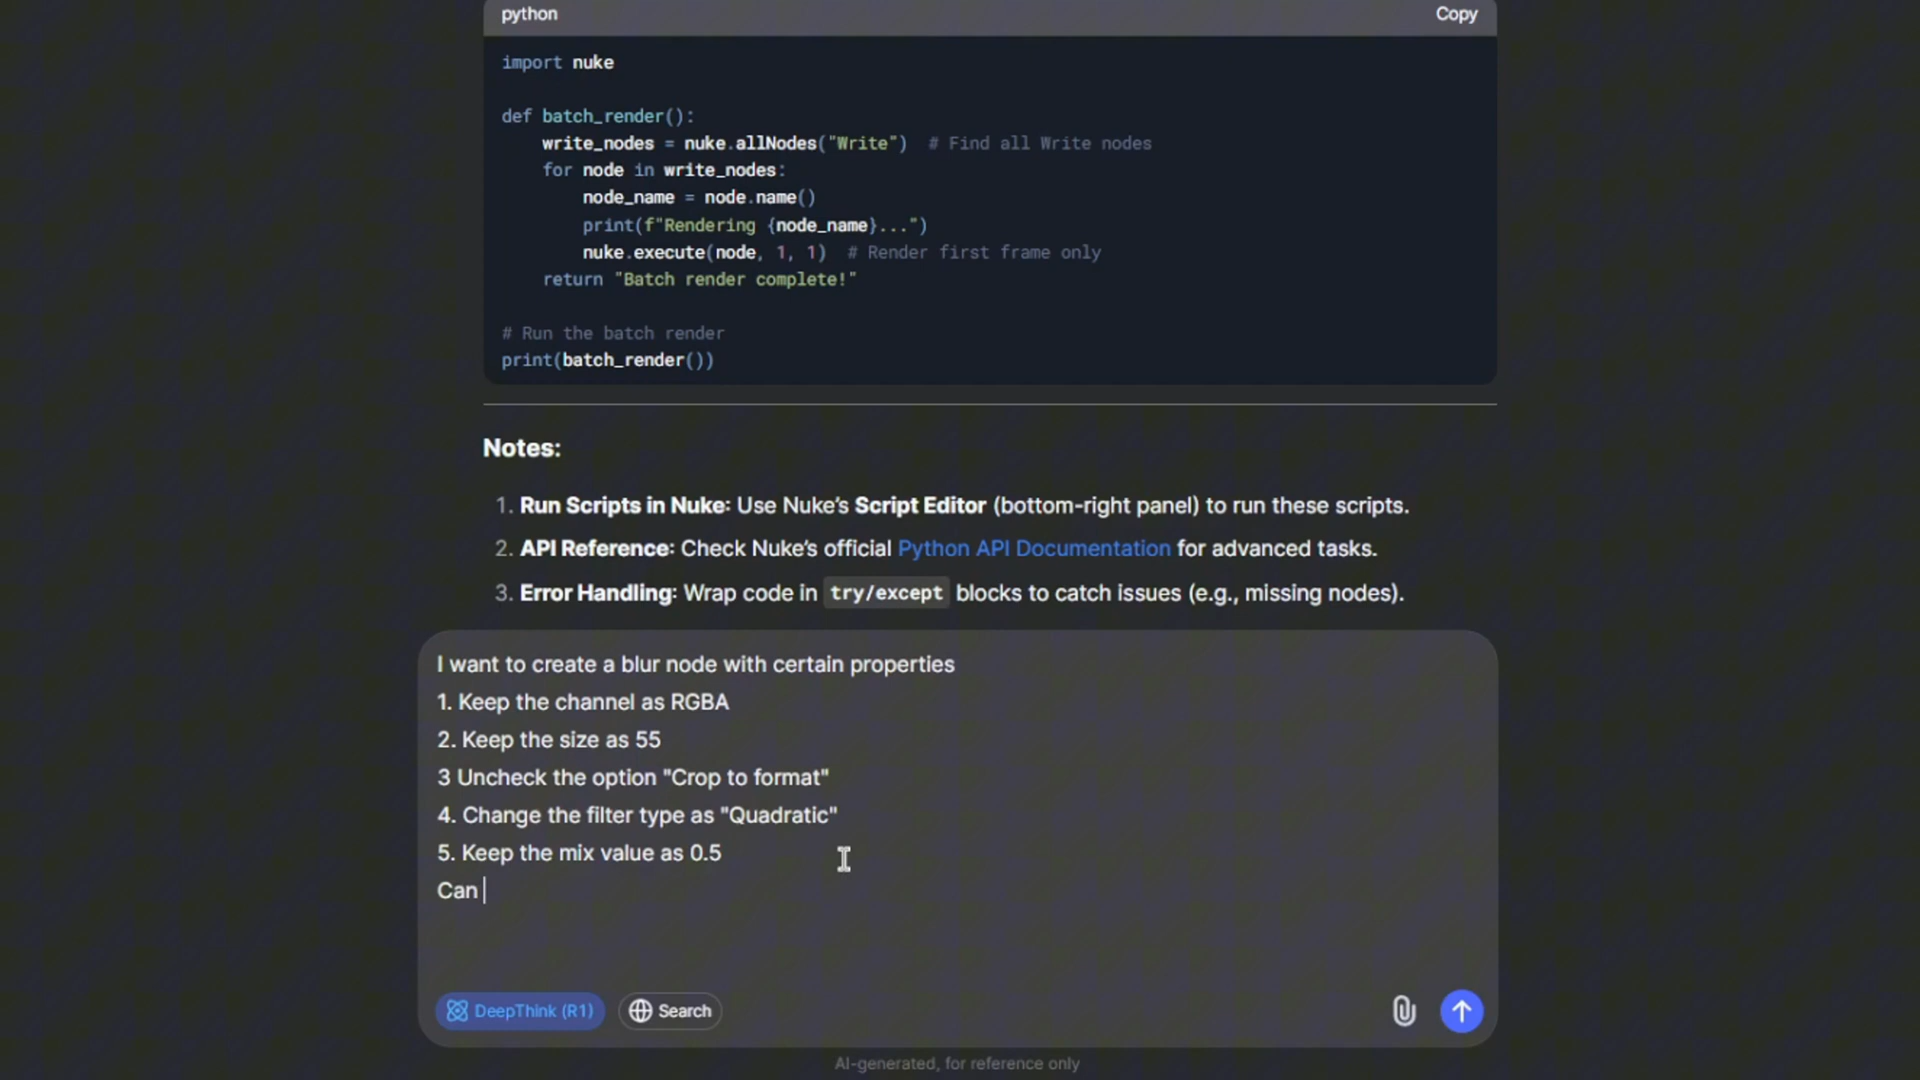 python
Copy
import nuke
def batch_render():
write_nodes = nuke.allNodes("Write")  # Find all Write nodes
for node in write_nodes:
node_name = node.name()
print(f"Rendering {node_name}...")
nuke.execute(node, 1, 1)  # Render first frame only
return "Batch render complete!"
# Run the batch render
print(batch_render())
Notes:
1. Run Scripts in Nuke: Use Nuke’s Script Editor (bottom-right panel) to run these scripts.
2. API Reference: Check Nuke’s official Python API Documentation for advanced tasks.
3. Error Handling: Wrap code in try/except blocks to catch issues (e.g., missing nodes).
I want to create a blur node with certain properties
1. Keep the channel as RGBA
2. Keep the size as 55
3 Uncheck the option "Crop to format"
4. Change the filter type as "Quadratic"
5. Keep the mix value as 0.5
Can
DeepThink (R1)
Search
AI-generated, for reference only